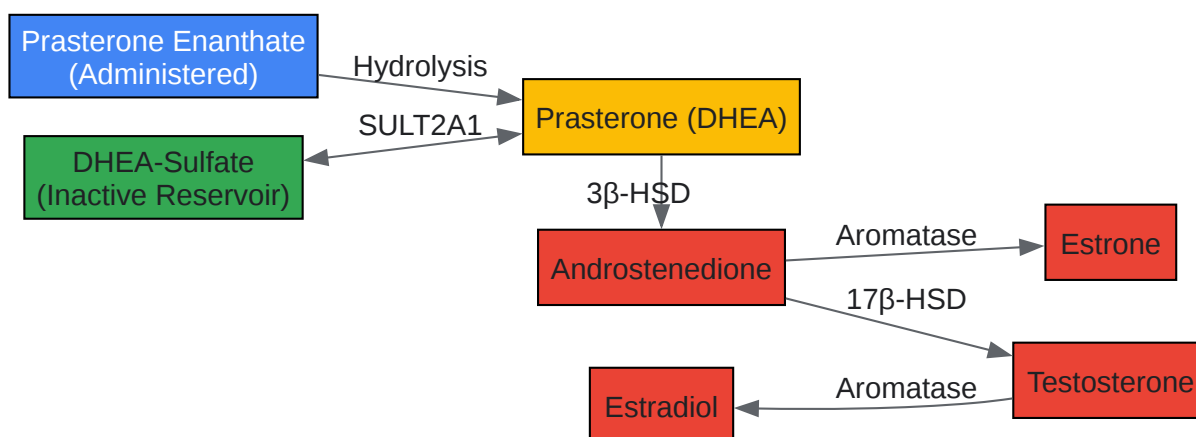 Prasterone Enanthate
(Administered)
Hydrolysis
Prasterone (DHEA)
SULT2A1
DHEA-Sulfate
(Inactive Reservoir)
3β-HSD
Androstenedione
Aromatase
Estrone
17β-HSD
Testosterone
Aromatase
Estradiol